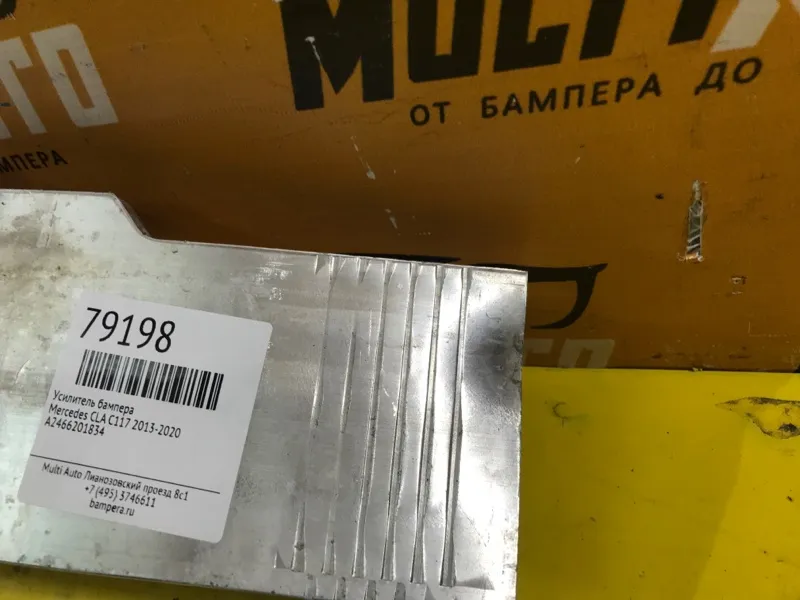 MULTI
ОТ БАМПЕРА ДО
79198
Усилитель бампера
Mercedes CLA C117 2013-2020
A2466201834
Multi Auto Лианозовский проезд 8с1
+7 (495) 3746611
bampera.ru